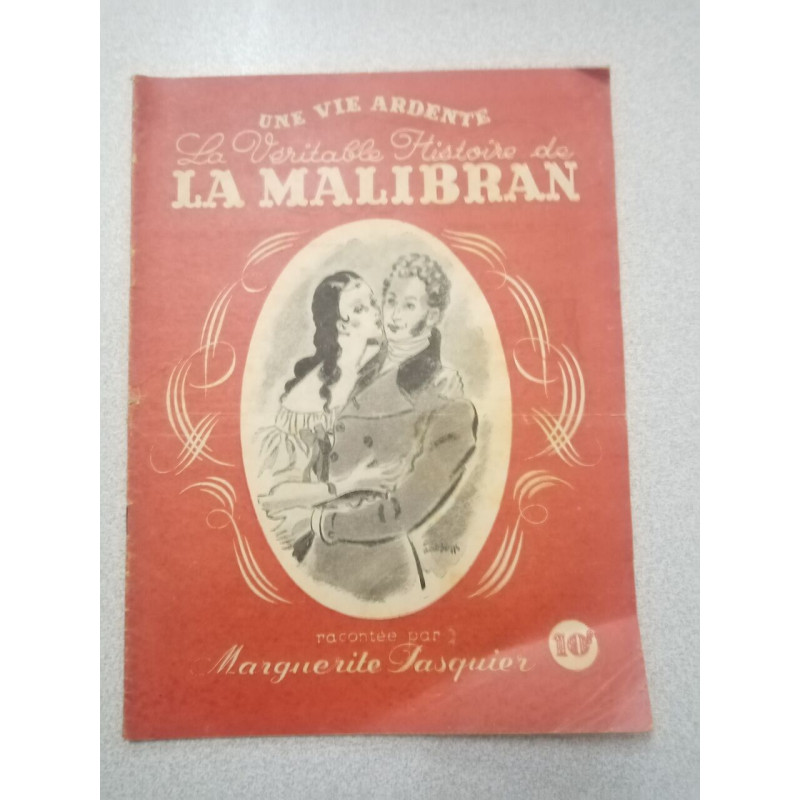 UNE VIE ARDENTE
La Véritable Histoire de
LA MALIBRAN
racontée par
Marguerite Pasquier
10f